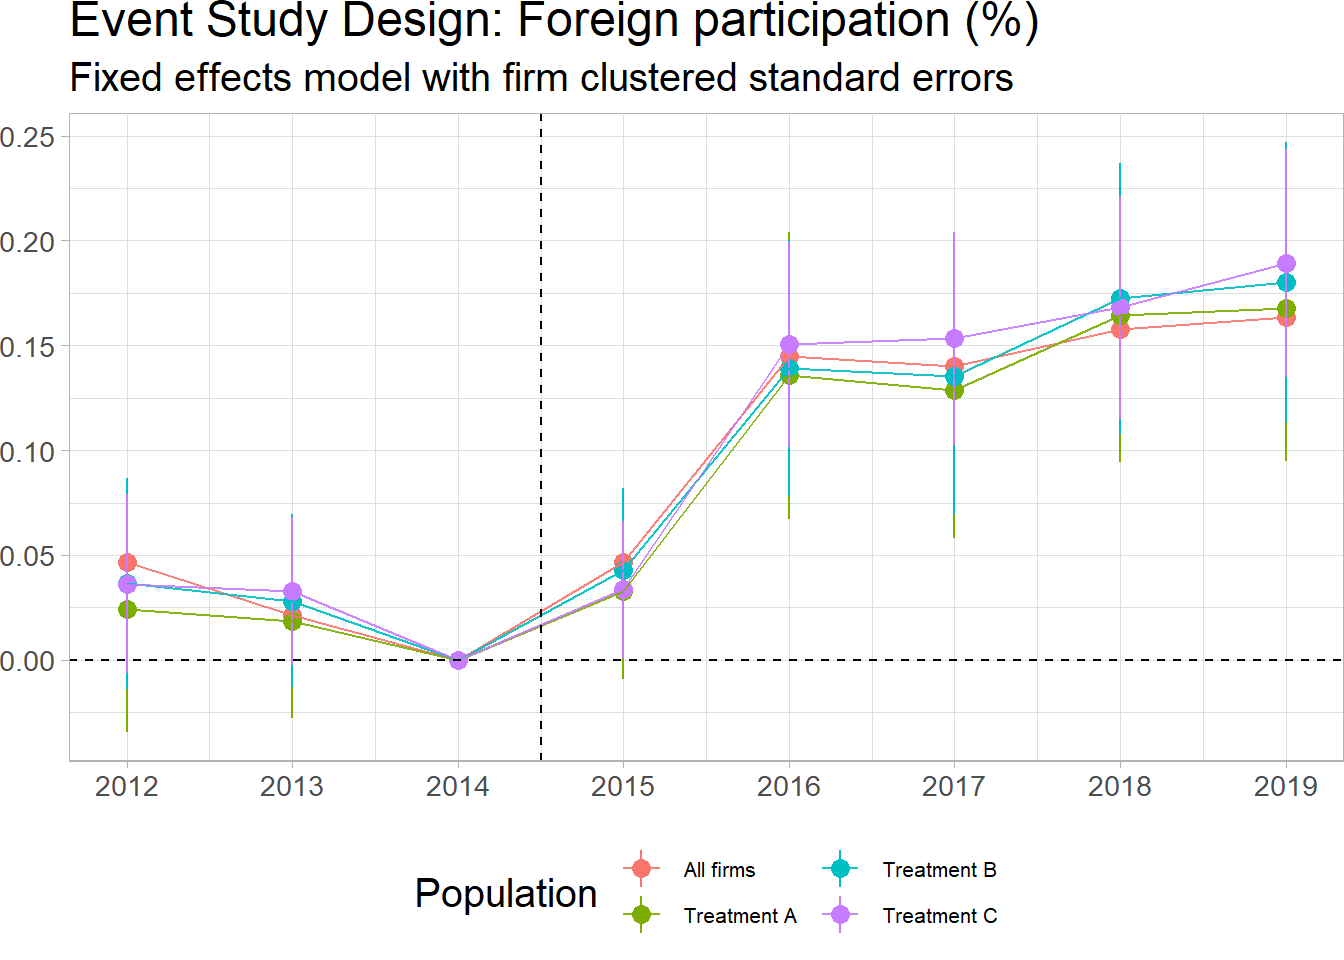 Event Study Design: Foreign participation (%)
Fixed effects model with firm clustered standard errors
0.25
0.20
0.15
0.10
0.05
0.00
2012 2013 2014 2015 2016 2017 2018 2019
Population
All firms
Treatment A
Treatment B
Treatment C